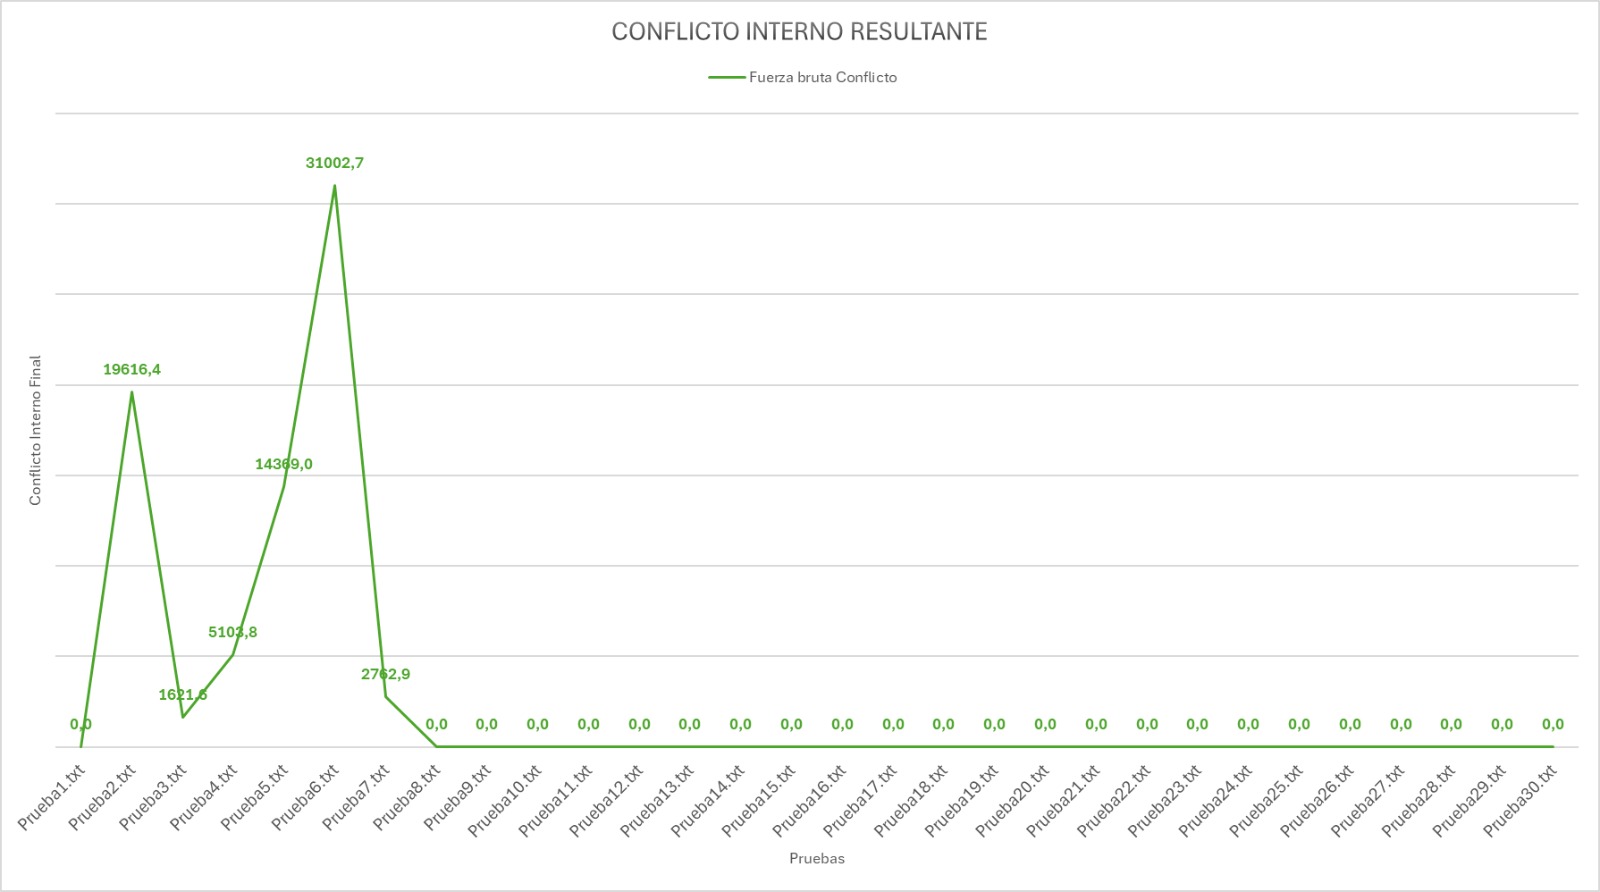 CONFLICTO INTERNO RESULTANTE
Fuerza bruta Conflicto
31002,7
19616,4
14369,0
5103,8
2762,9
1621,6
0,0 0,0 0,0 0,0 0,0 0,0 0,0 0,0 0,0 0,0 0,0 0,0 0,0 0,0 0,0 0,0 0,0 0,0 0,0 0,0 0,0 0,0 0,0 0,0
Conflicto Interno Final
Prueba1.txt
Prueba2.txt
Prueba3.txt
Prueba4.txt
Prueba5.txt
Prueba6.txt
Prueba7.txt
Prueba8.txt
Prueba9.txt
Prueba10.txt
Prueba11.txt
Prueba12.txt
Prueba13.txt
Prueba14.txt
Prueba15.txt
Prueba16.txt
Prueba17.txt
Prueba18.txt
Prueba19.txt
Prueba20.txt
Prueba21.txt
Prueba22.txt
Prueba23.txt
Prueba24.txt
Prueba25.txt
Prueba26.txt
Prueba27.txt
Prueba28.txt
Prueba29.txt
Prueba30.txt
Pruebas